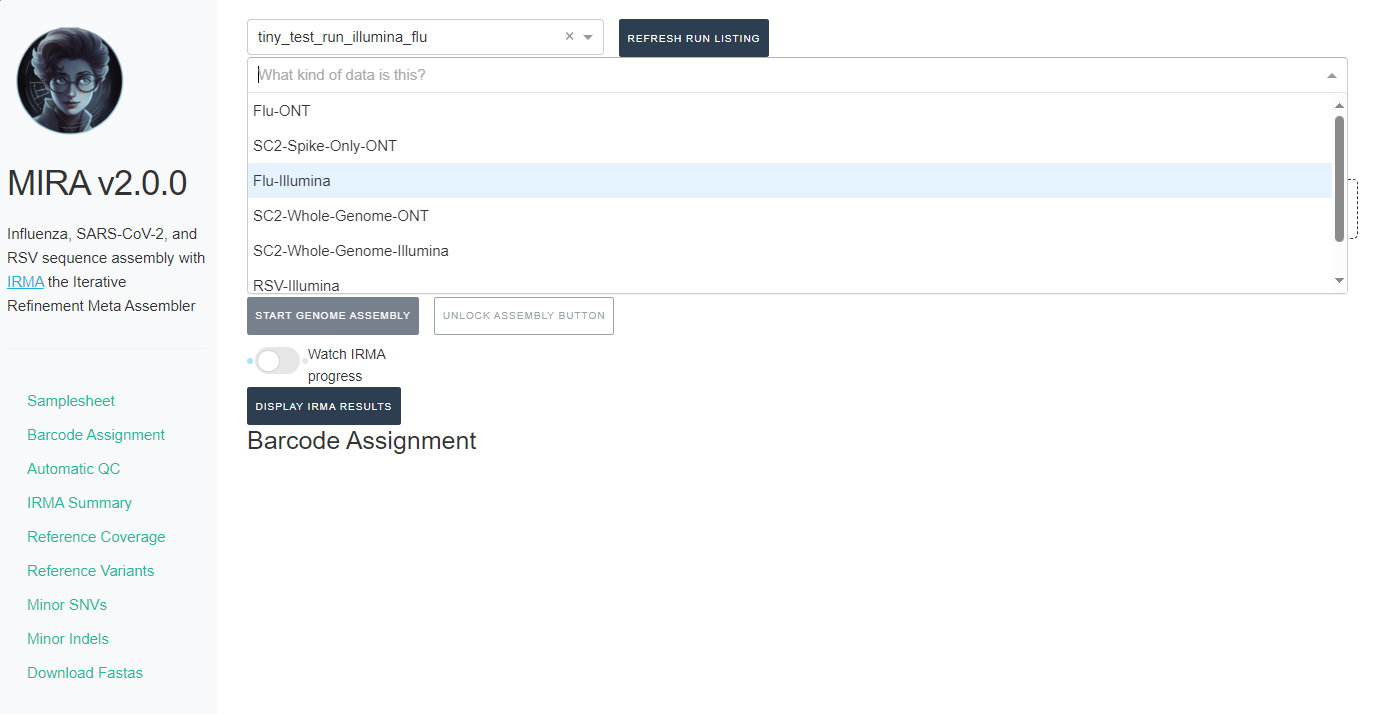 MIRA v2.0.0
Influenza, SARS-CoV-2, and
RSV sequence assembly with
IRMA the Iterative
Refinement Meta Assembler
Samplesheet
Barcode Assignment
Automatic QC
IRMA Summary
Reference Coverage
Reference Variants
Minor SNVs
Minor Indels
Download Fastas
tiny_test_run_illumina_flu ×
REFRESH RUN LISTING
What kind of data is this?
Flu-ONT
SC2-Spike-Only-ONT
Flu-Illumina
SC2-Whole-Genome-ONT
SC2-Whole-Genome-Illumina
RSV-Illumina
START GENOME ASSEMBLY
UNLOCK ASSEMBLY BUTTON
Watch IRMA
progress
DISPLAY IRMA RESULTS
Barcode Assignment